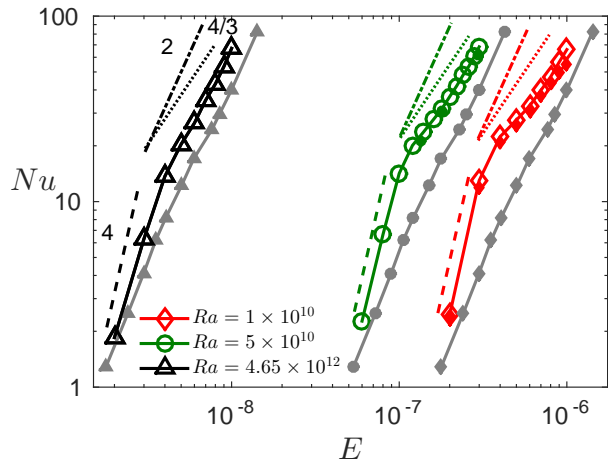 100
2
4/3
Nu
10
4
Ra = 1 × 10^10
Ra = 5 × 10^10
Ra = 4.65 × 10^12
1
10^-8
10^-7
10^-6
E